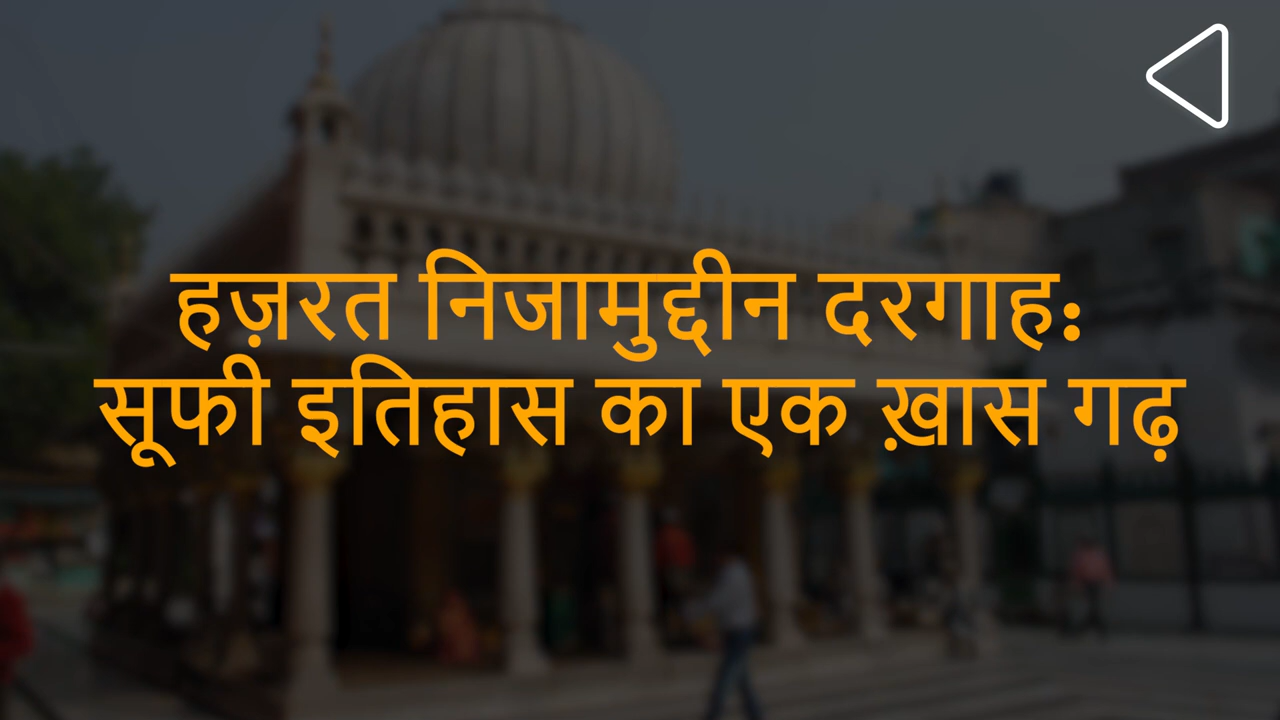 हज़रत निजामुद्दीन दरगाह:
सूफी इतिहास का एक ख़ास गढ़